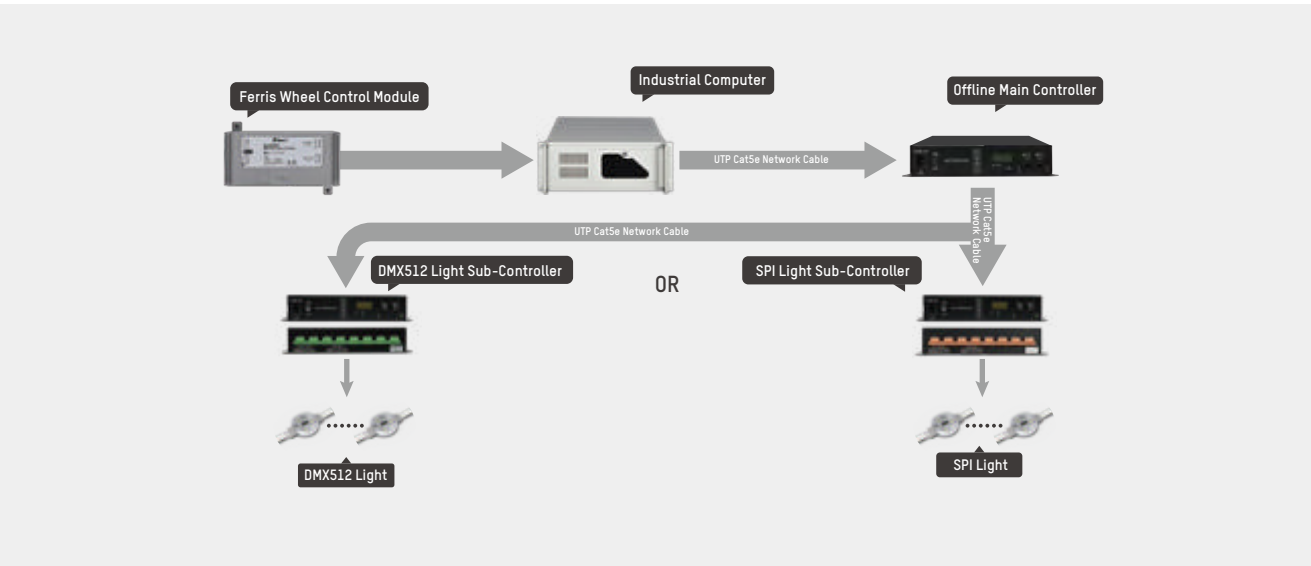 Ferris Wheel Control Module
Industrial Computer
Offline Main Controller
UTP Cat5e Network Cable
UTP Cat5e
Network Cable
UTP Cat5e Network Cable
DMX512 Light Sub-Controller
OR
SPI Light Sub-Controller
DMX512 Light
SPI Light